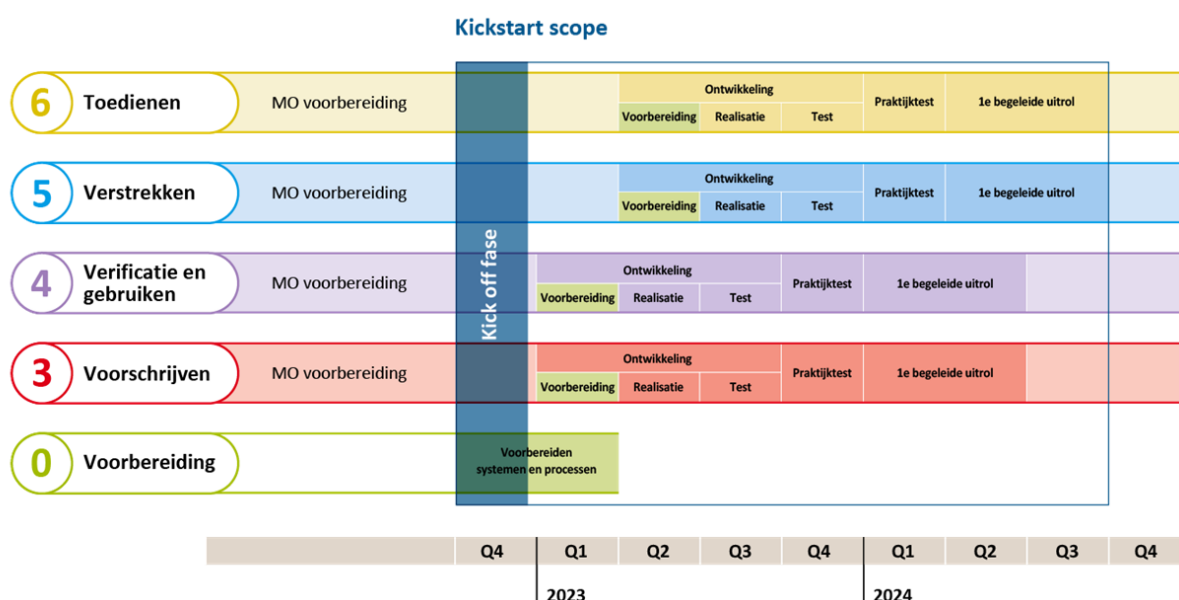 Kickstart scope
6
Toedienen
MO voorbereiding
Ontwikkeling
Voorbereiding
Realisatie
Test
Praktijktest
1e begeleide uitrol
5
Verstrekken
MO voorbereiding
Ontwikkeling
Voorbereiding
Realisatie
Test
Praktijktest
1e begeleide uitrol
Kick off fase
4
Verificatie en
gebruiken
MO voorbereiding
Ontwikkeling
Voorbereiding
Realisatie
Test
Praktijktest
1e begeleide uitrol
3
Voorschrijven
MO voorbereiding
Ontwikkeling
Voorbereiding
Realisatie
Test
Praktijktest
1e begeleide uitrol
0
Voorbereiding
Voorbereiden
systemen en processen
Q4 Q1 Q2 Q3 Q4 Q1 Q2 Q3 Q4
2023 2024